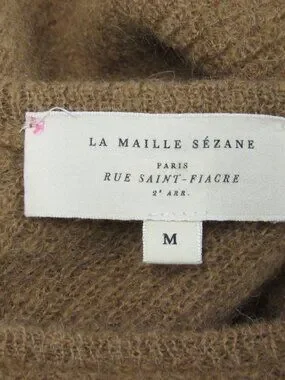 LA MAILLE SÉZANE
PARIS
RUE SAINT-FIACRE
2e ARR.
M